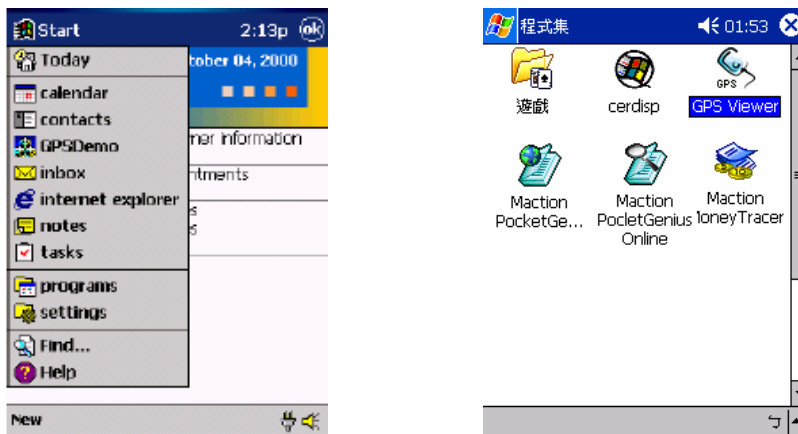 Start 2:13p ok
Today
tober 04, 2000
calendar
contacts
ner information
GPSDemo
inbox
ntments
internet explorer
s
notes
s
tasks
programs
settings
Find...
Help
New
程式集 01:53
GPS
遊戲 cerdisp GPS Viewer
Maction PocketGe...
Maction PocletGenius Online
Maction MoneyTracer
ㄅ